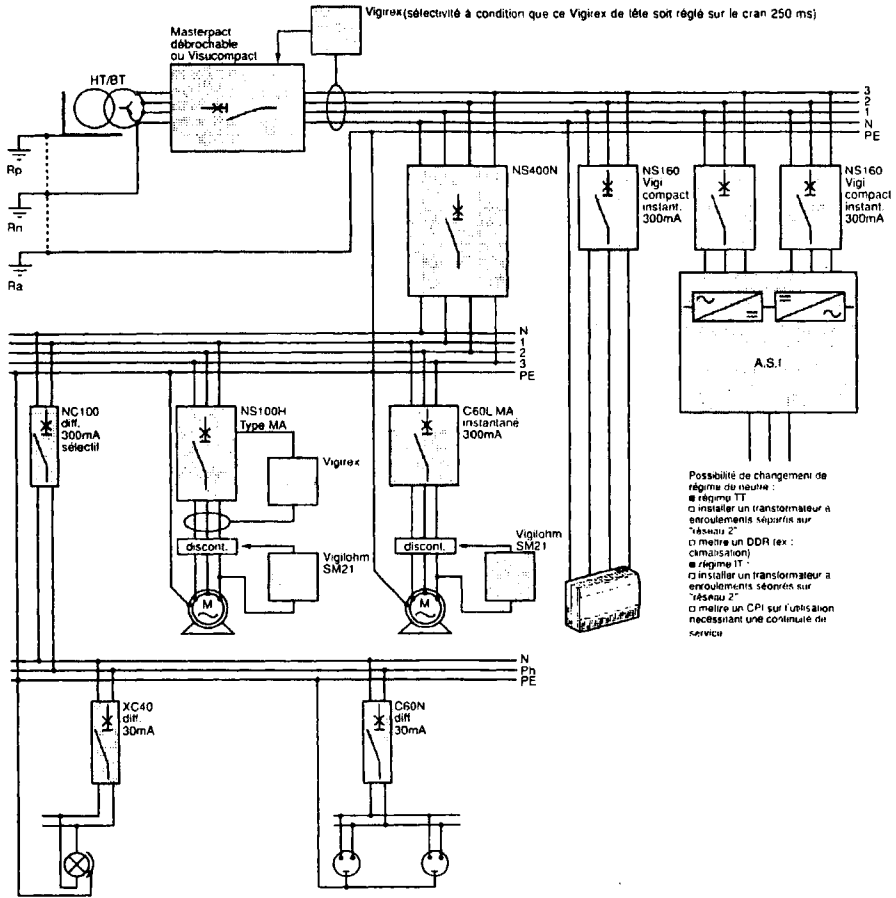 Vigirex (sélectivité à condition que ce Vigirex de tête soit réglé sur le cran 250 ms)
Masterpact
débrochable
ou Visucompact
HT/BT
3
2
1
N
PE
Rp
Rn
Ra
NS400N
NS160
Vigi
compact
instant.
300mA
NS160
Vigi
compact
instant.
300mA
A.S.I
N
1
2
3
PE
NC100
diff.
300mA
sélectif
NS100H
Type MA
Vigirex
C60L MA
instantané
300mA
discont.
Vigilohm
SM21
M
discont.
Vigilohm
SM21
M
Possibilité de changement de
régime de neutre :
■ régime TT
□ installer un transformateur à
enroulements séparés sur
"réseau 2"
□ mettre un DDR (ex :
climatisation)
■ régime IT :
□ installer un transformateur à
enroulements séparés sur
"réseau 2"
□ mettre un CPI sur l'utilisation
nécessitant une continuité de
service
N
Ph
PE
XC40
diff.
30mA
C60N
diff
30mA